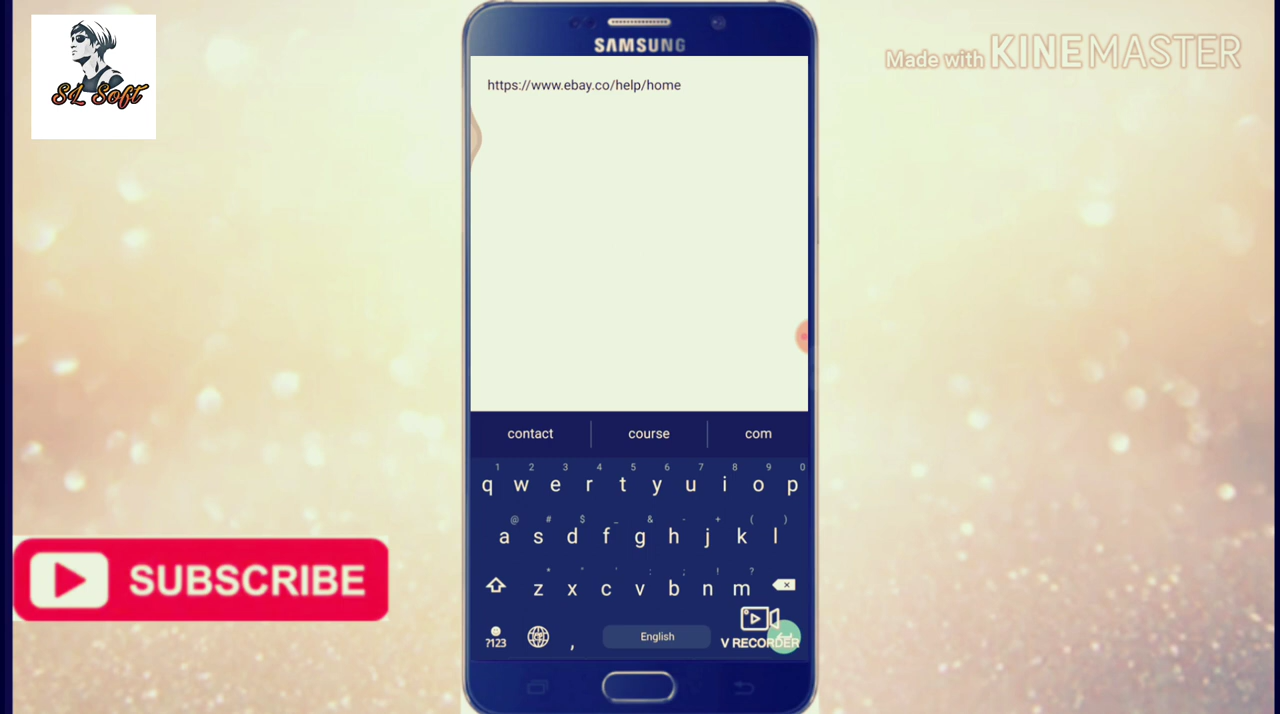 SL Soft
Made with KINEMASTER
SAMSUNG
https://www.ebay.co/help/home
contact course com
1 2 3 4 5 6 7 8 9 0
q w e r t y u i o p
@ # $ _ & - + ( )
a s d f g h j k l
* " ' : ; ! ?
z x c v b n m
?123 , English
V RECORDER
SUBSCRIBE